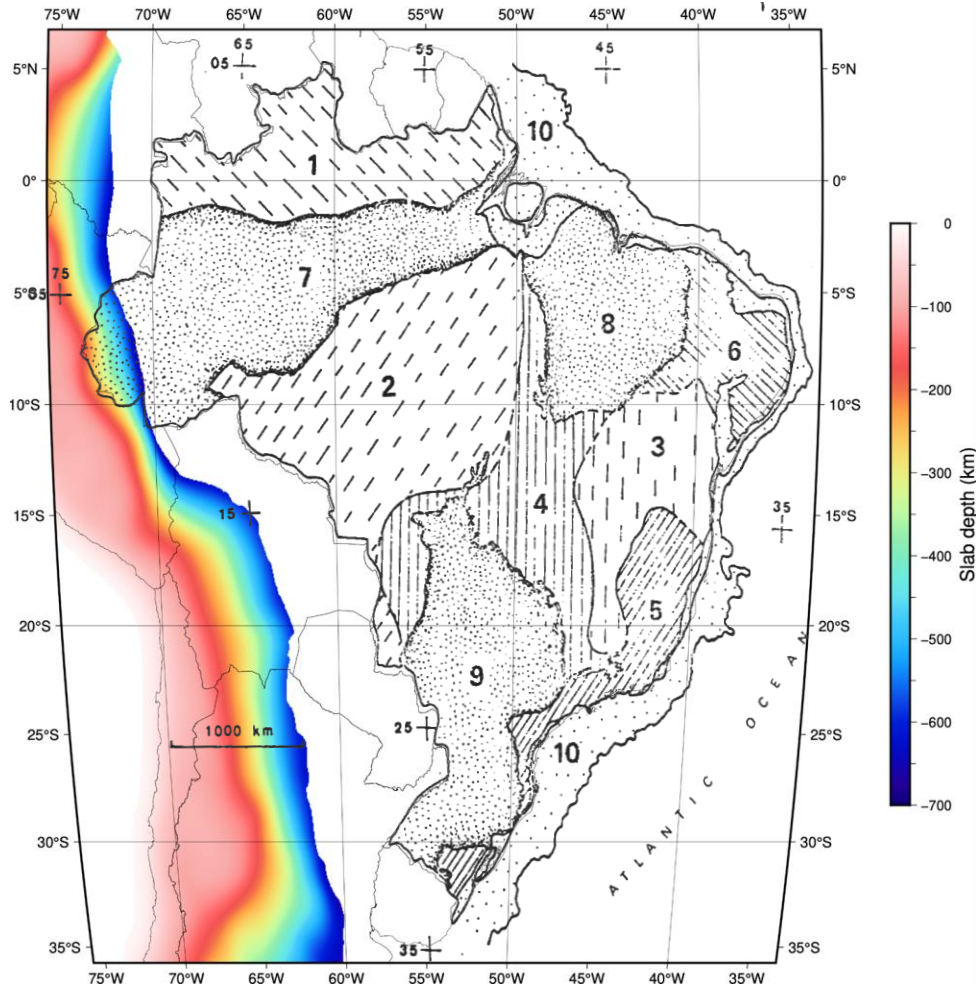 75°W 70°W 65°W 60°W 55°W 50°W 45°W 40°W 35°W
5°N 5°N
65
05
55
45
10
1
0° 0°
0
7
75
5°S 5°S
8
6
−100
2
−200
10°S 10°S
3
−300
4
15
35
15°S 15°S
−400
5
Slab depth (km)
20°S 20°S
−500
9
OCEAN
25
1000 km
−600
25°S 25°S
10
−700
ATLANTIC
30°S 30°S
35
35°S 35°S
75°W 70°W 65°W 60°W 55°W 50°W 45°W 40°W 35°W